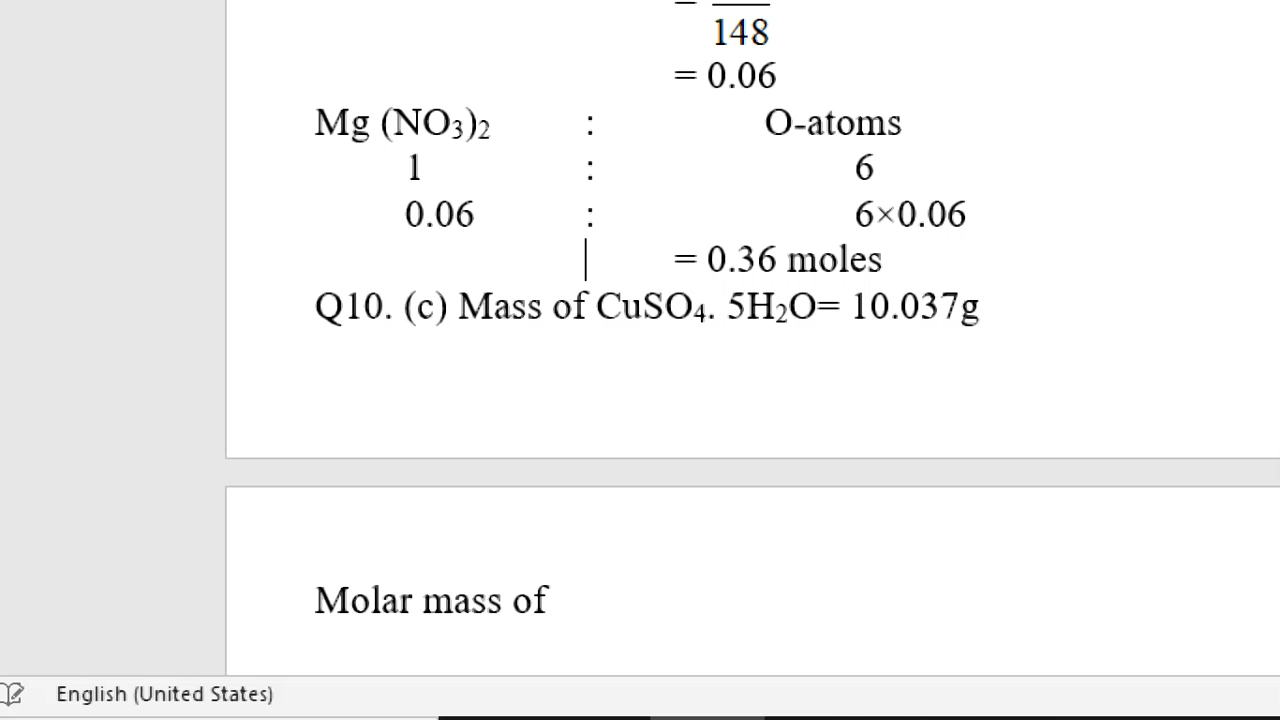 =
148
= 0.06
Mg (NO₃)₂ : O-atoms
1 : 6
0.06 : 6×0.06
= 0.36 moles
Q10. (c) Mass of CuSO₄. 5H₂O= 10.037g
Molar mass of
English (United States)